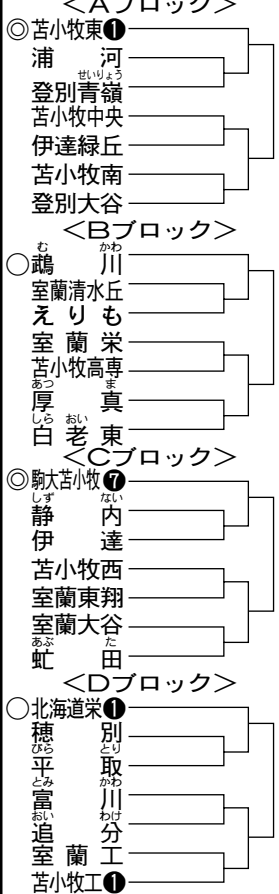 <Aブロック>
◎苫小牧東❶
浦河
登別青嶺
せいりょう
苫小牧中央
伊達緑丘
苫小牧南
登別大谷
<Bブロック>
○鵡川
む かわ
室蘭清水丘
えりも
室蘭栄
苫小牧高専
厚真
あつ ま
白老東
しら おい
<Cブロック>
◎駒大苫小牧❼
静内
しず ない
伊達
苫小牧西
室蘭東翔
室蘭大谷
虻田
あぶ た
<Dブロック>
○北海道栄❶
穂別
平取
びら とり
富川
とみ かわ
追分
おい わけ
室蘭工
苫小牧工❶